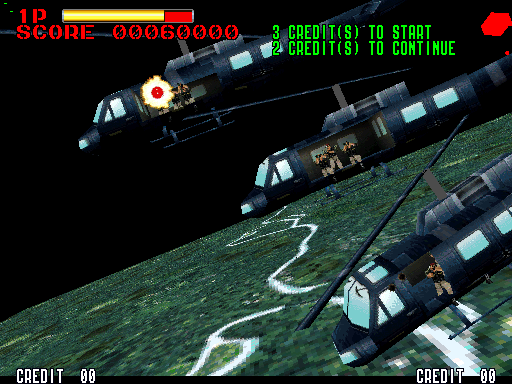 1P
SCORE 00060000
3 CREDIT(S) TO START
2 CREDIT(S) TO CONTINUE
CREDIT 00
CREDIT 00